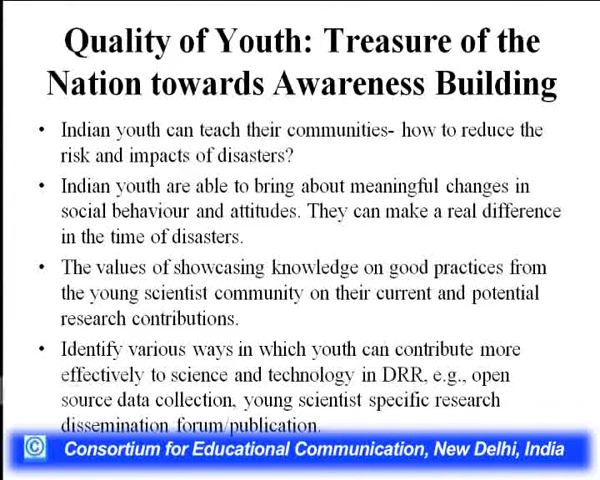 Quality of Youth: Treasure of the
Nation towards Awareness Building
• Indian youth can teach their communities- how to reduce the
risk and impacts of disasters?
• Indian youth are able to bring about meaningful changes in
social behaviour and attitudes. They can make a real difference
in the time of disasters.
• The values of showcasing knowledge on good practices from
the young scientist community on their current and potential
research contributions.
• Identify various ways in which youth can contribute more
effectively to science and technology in DRR, e.g., open
source data collection, young scientist specific research
dissemination forum/publication.
© Consortium for Educational Communication, New Delhi, India